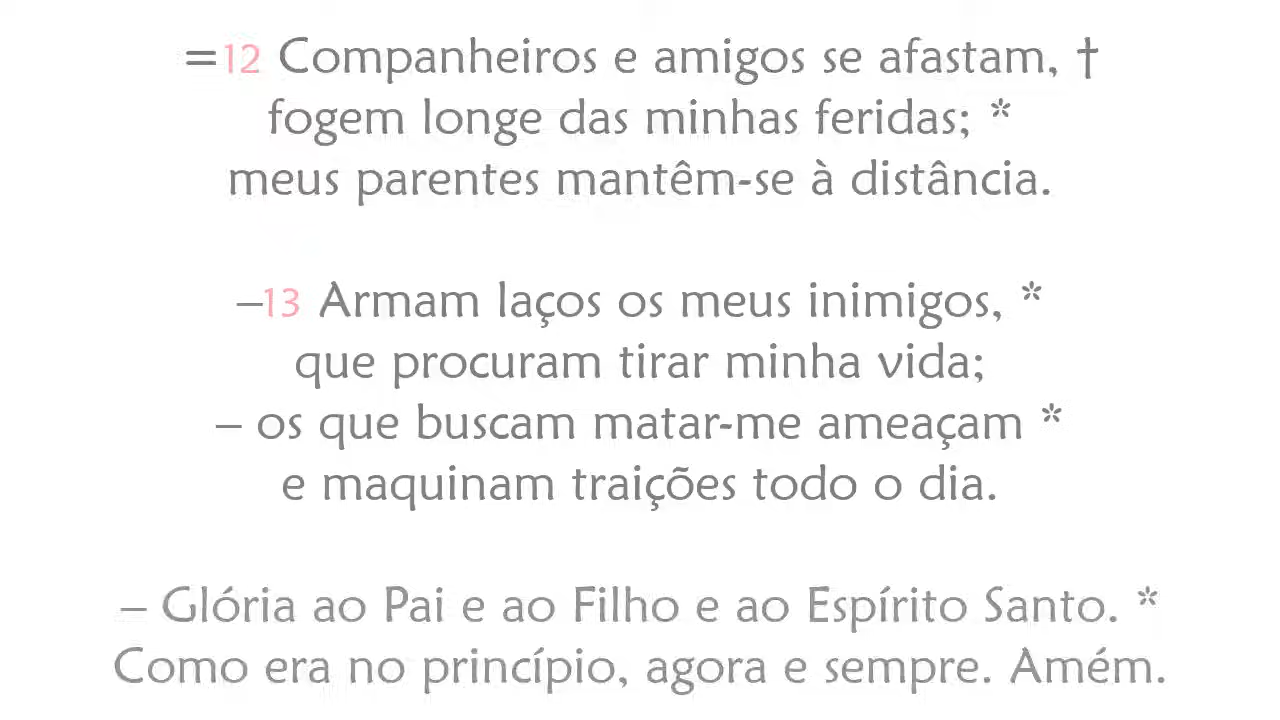 =12 Companheiros e amigos se afastam, †
fogem longe das minhas feridas; *
meus parentes mantêm-se à distância.
–13 Armam laços os meus inimigos, *
que procuram tirar minha vida;
– os que buscam matar-me ameaçam *
e maquinam traições todo o dia.
– Glória ao Pai e ao Filho e ao Espírito Santo. *
Como era no princípio, agora e sempre. Amém.